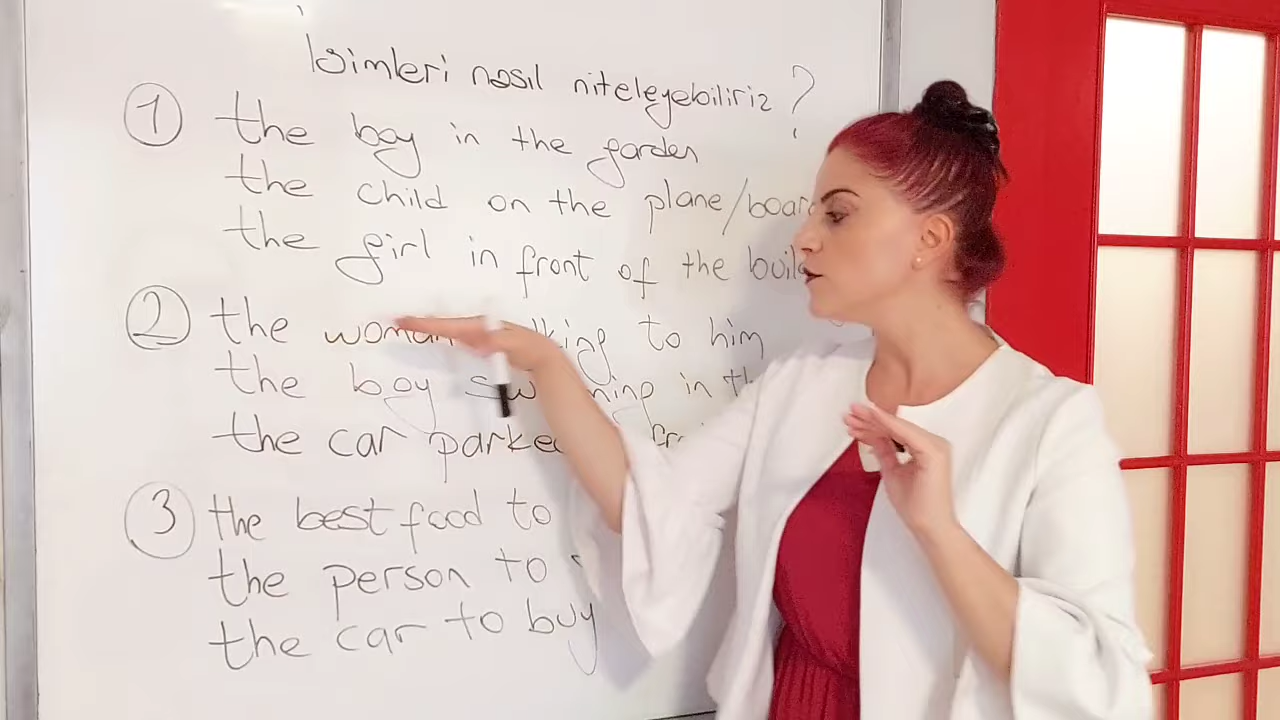 İsimleri nasıl niteleyebiliriz ?
1 the boy in the garden
the child on the plane/board
the girl in front of the
2 the woman to him
the boy in
the car
3 the best food to
the person to
the car to buy